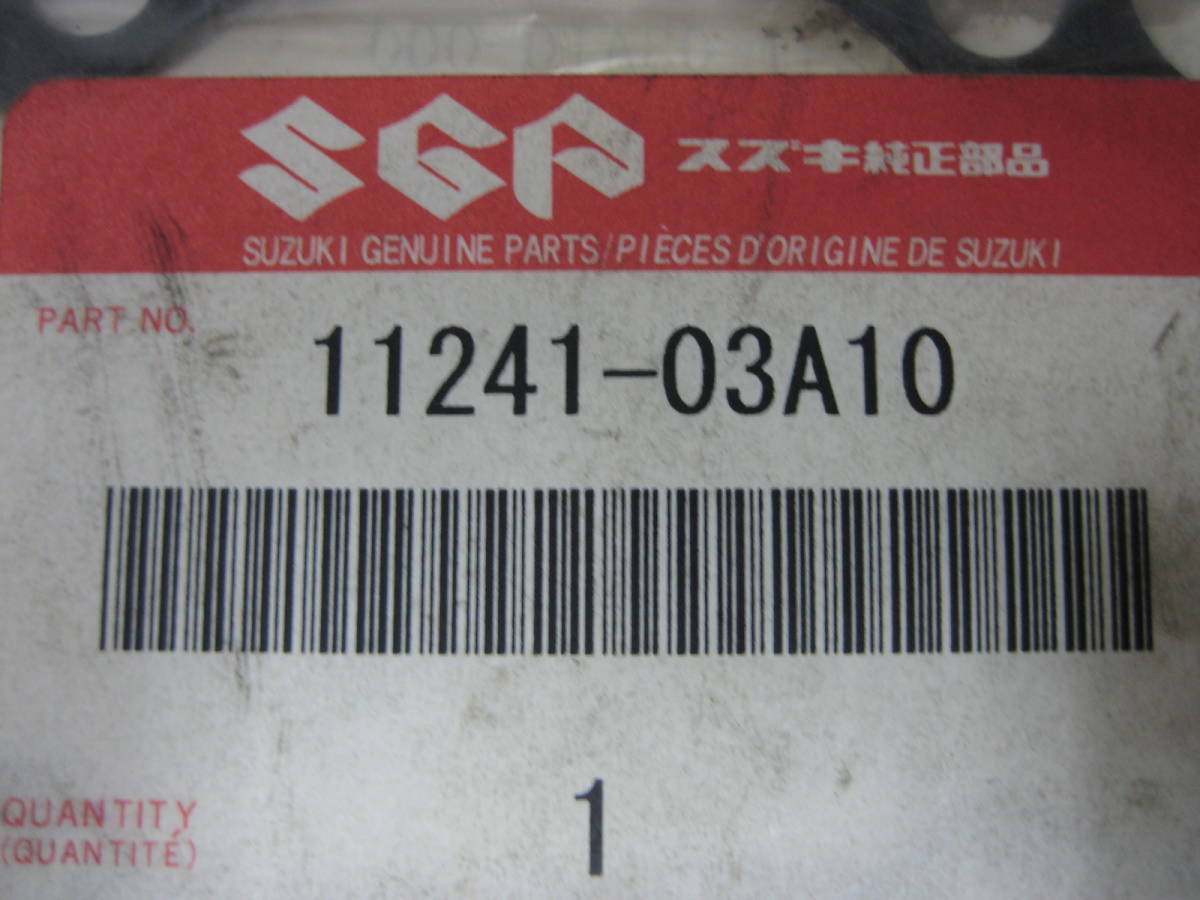 SGP スズキ純正部品
SUZUKI GENUINE PARTS/PIÈCES D'ORIGINE DE SUZUKI
PART NO.
11241-03A10
1
QUANTITY
(QUANTITÉ)